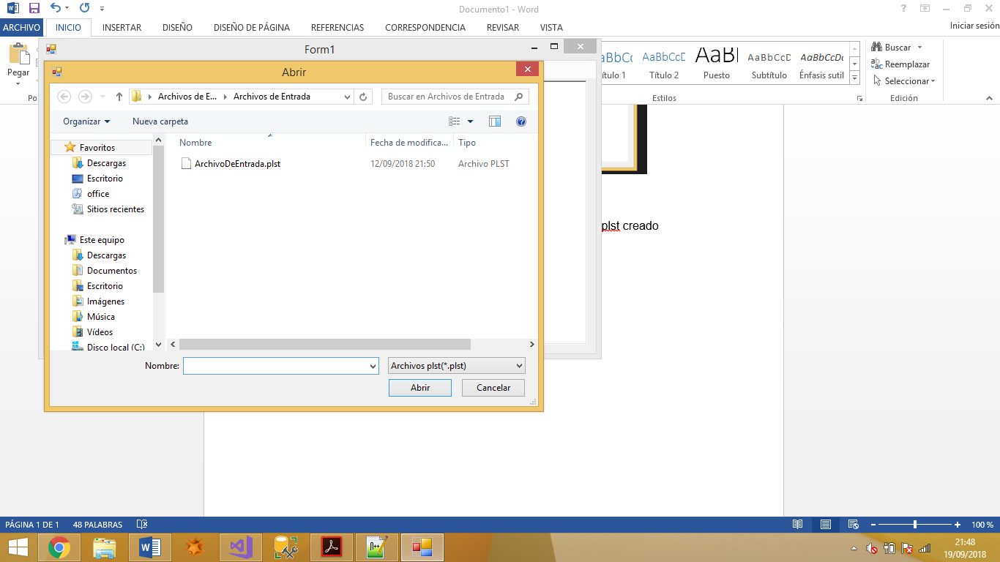 Documento1 - Word
ARCHIVO INICIO INSERTAR DISEÑO DISEÑO DE PÁGINA REFERENCIAS CORRESPONDENCIA REVISAR VISTA Iniciar sesión
Form1
Pegar
Po
ítulo 1 Título 2 Puesto Subtítulo Énfasis sutil
AaBbCc AaBbCcD AaB AaBbCcD AaBbCcDc
Estilos
Buscar
Reemplazar
Seleccionar
Edición
Abrir
Archivos de E... Archivos de Entrada Buscar en Archivos de Entrada
Organizar Nueva carpeta
Favoritos
Descargas
Escritorio
office
Sitios recientes
Este equipo
Descargas
Documentos
Escritorio
Imágenes
Música
Vídeos
Disco local (C:)
Nombre Fecha de modifica... Tipo
ArchivoDeEntrada.plst 12/09/2018 21:50 Archivo PLST
Nombre: Archivos plst(*.plst)
Abrir Cancelar
plst creado
PÁGINA 1 DE 1 48 PALABRAS 100 %
21:48
19/09/2018